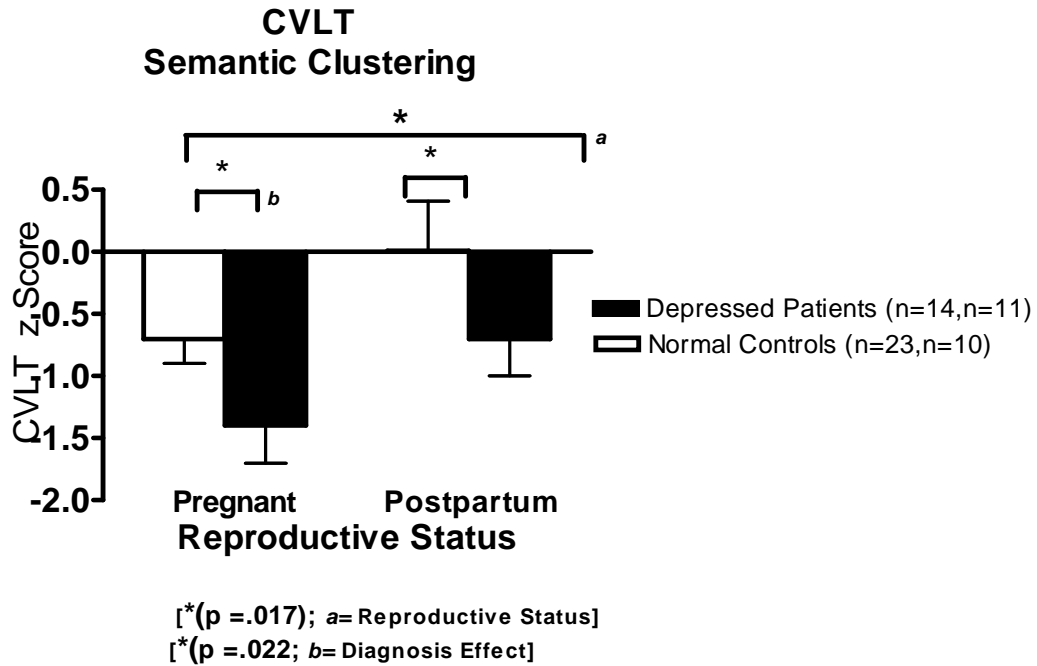 CVLT
Semantic Clustering
*
a
*
*
b
0.5
0.0
-0.5
-1.0
-1.5
-2.0
CVLT z Score
Depressed Patients (n=14,n=11)
Normal Controls (n=23,n=10)
Pregnant Postpartum
Reproductive Status
[*(p =.017); a= Reproductive Status]
[*(p =.022; b= Diagnosis Effect]